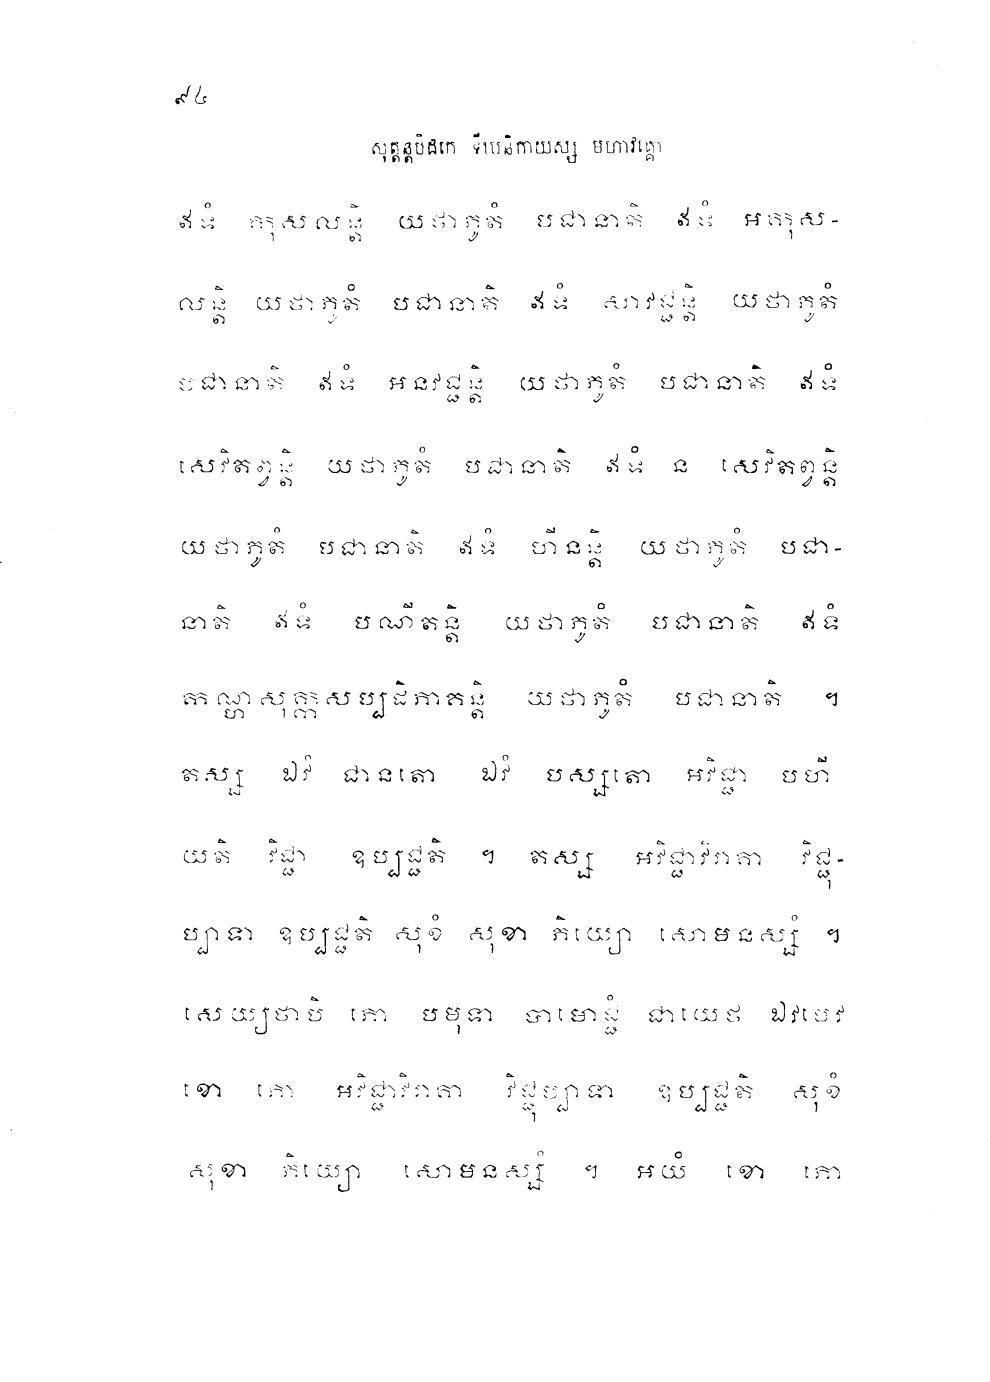 ៩៤
សុត្តន្តបិដកេ ទីឃនិកាយស្ស មហាវគ្គោ
ឥទំ កុសលន្តិ យថាភូតំ បជានាតិ ឥទំ អកុស-
លន្តិ យថាភូតំ បជានាតិ ឥទំ សាវជ្ជន្តិ យថាភូតំ
បជានាតិ ឥទំ អនវជ្ជន្តិ យថាភូតំ បជានាតិ ឥទំ
សេវិតព្វន្តិ យថាភូតំ បជានាតិ ឥទំ ន សេវិតព្វន្តិ
យថាភូតំ បជានាតិ ឥទំ ហីនន្តិ យថាភូតំ បជា-
នាតិ ឥទំ បណីតន្តិ យថាភូតំ បជានាតិ ឥទំ
កណ្ហសុក្កសប្បដិភាគន្តិ យថាភូតំ បជានាតិ ។
តស្ស ឯវំ ជានតោ ឯវំ បស្សតោ អវិជ្ជា បហី
យតិ វិជ្ជា ឧប្បជ្ជតិ ។ តស្ស អវិជ្ជាវិរាគា វិជ្ជុ-
ប្បាទា ឧប្បជ្ជតិ សុខំ សុខា ភិយ្យោ សោមនស្សំ ។
សេយ្យថាបិ ភោ បមុទា បាមោជ្ជំ ជាយេថ ឯវមេវ
ខោ ភោ អវិជ្ជាវិរាគា វិជ្ជុប្បាទា ឧប្បជ្ជតិ សុខំ
សុខា ភិយ្យោ សោមនស្សំ ។ អយំ ខោ ភោ